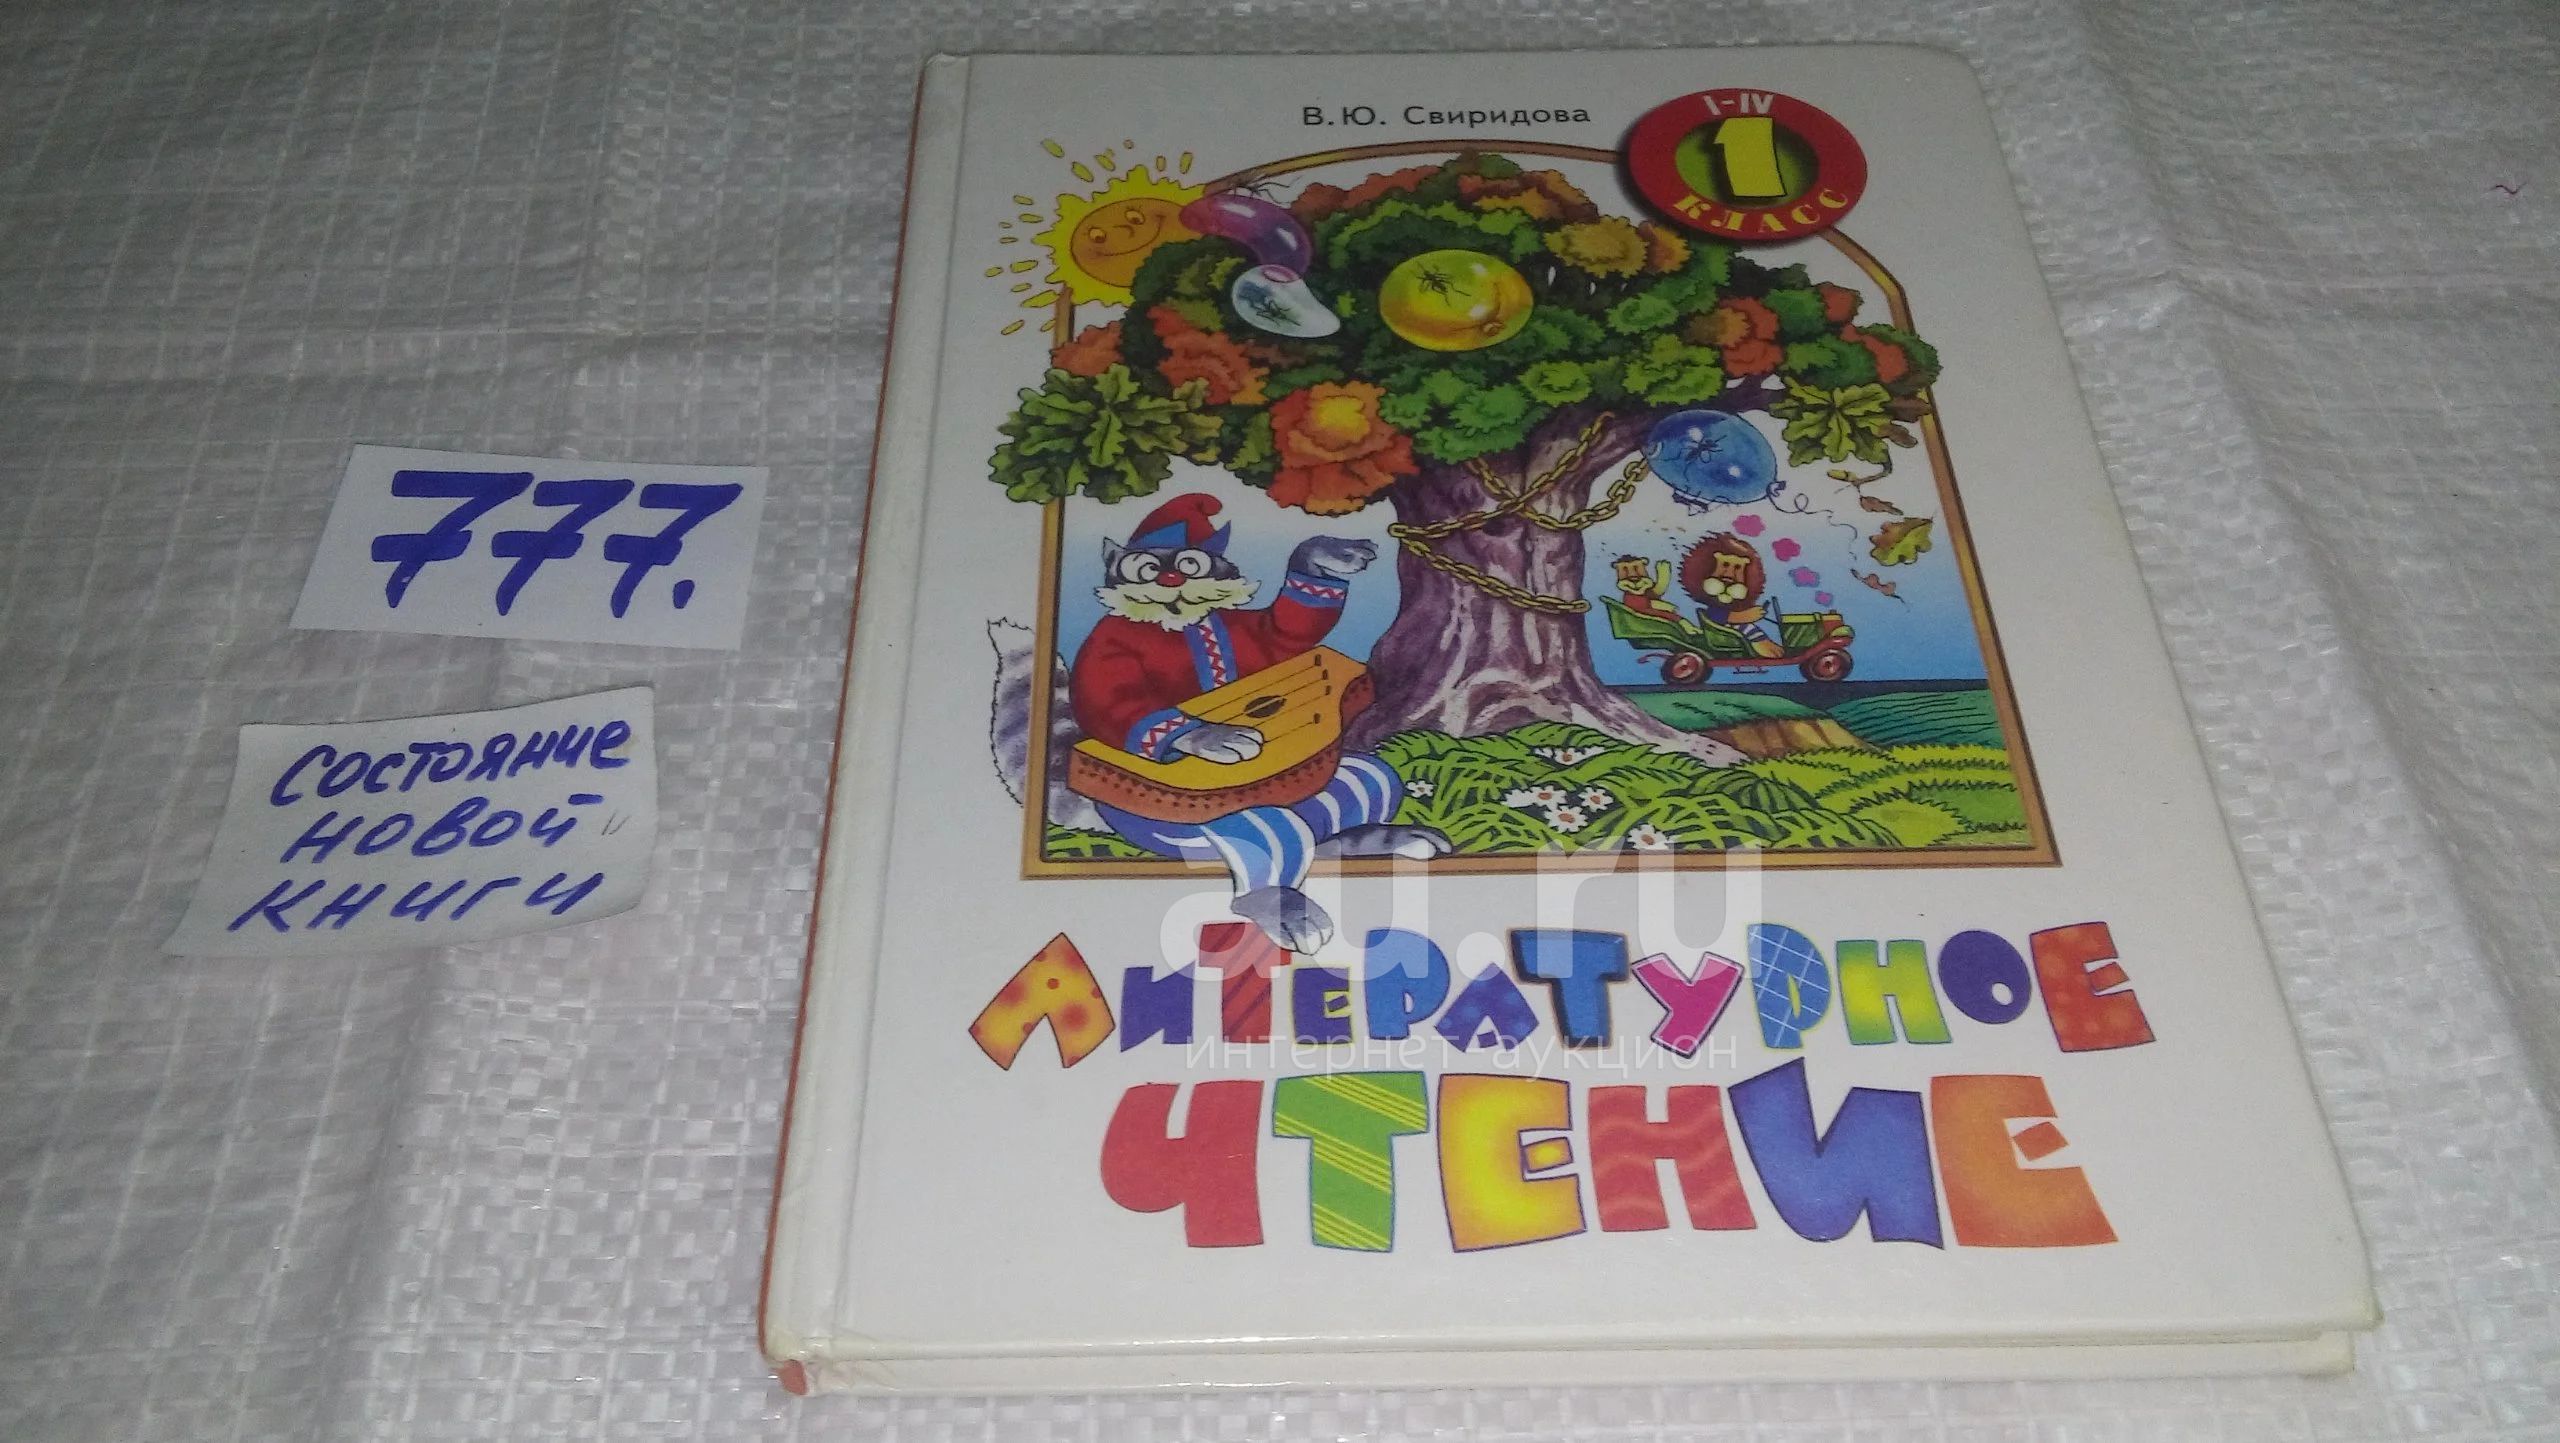 В.Ю. Свиридова
I-IV
1
КЛАСС
777.
СОСТОЯНИЕ
НОВОЙ
КНИГИ
au.ru
ЛИТЕРАТУРНОЕ
интернет-аукцион
ЧТЕНИЕ